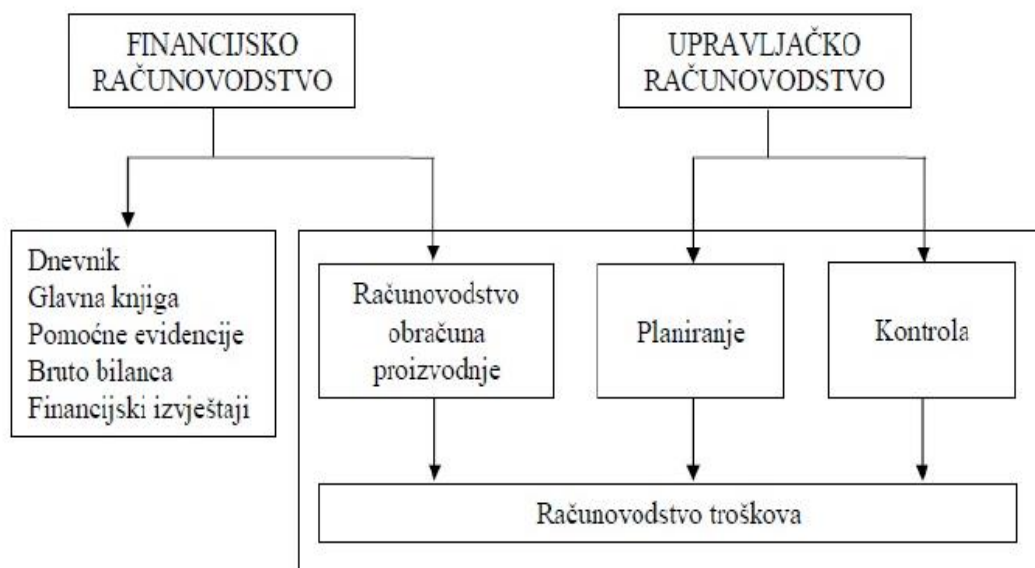 FINANCIJSKO
RAČUNOVODSTVO
UPRAVLJAČKO
RAČUNOVODSTVO
Dnevnik
Glavna knjiga
Pomoćne evidencije
Bruto bilanca
Financijski izvještaji
Računovodstvo
obračuna
proizvodnje
Planiranje
Kontrola
Računovodstvo troškova